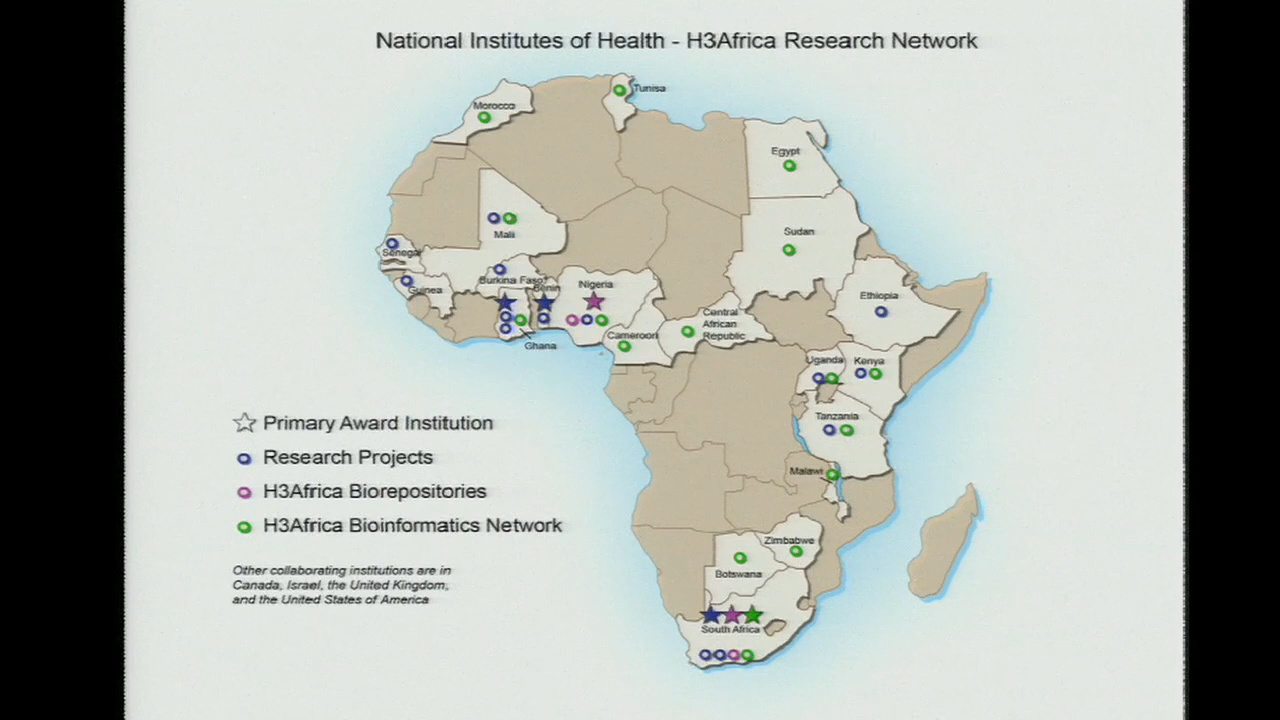 National Institutes of Health - H3Africa Research Network
Tunisa
Morocco
Egypt
Mali
Sudan
Senegal
Burkina Faso
Benin
Nigeria
Guinea
Ethiopia
Central
African
Republic
Cameroon
Ghana
Uganda
Kenya
Tanzania
Primary Award Institution
Research Projects
Malawi
H3Africa Biorepositories
H3Africa Bioinformatics Network
Zimbabwe
Botswana
Other collaborating institutions are in
Canada, Israel, the United Kingdom,
and the United States of America
South Africa